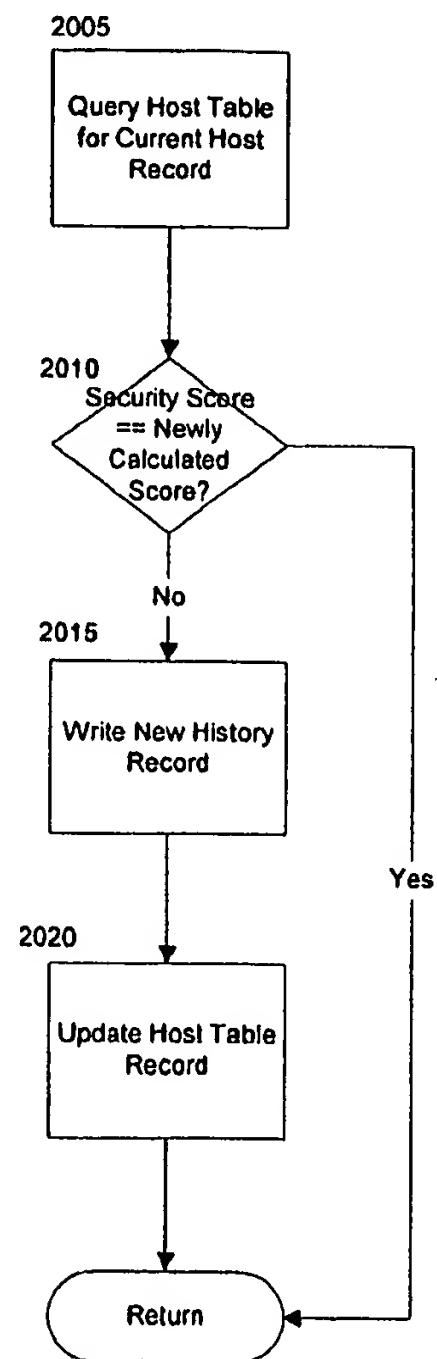 2005
Query Host Table
for Current Host
Record
2010
Security Score
== Newly
Calculated
Score?
No
2015
Write New History
Record
Yes
2020
Update Host Table
Record
Return